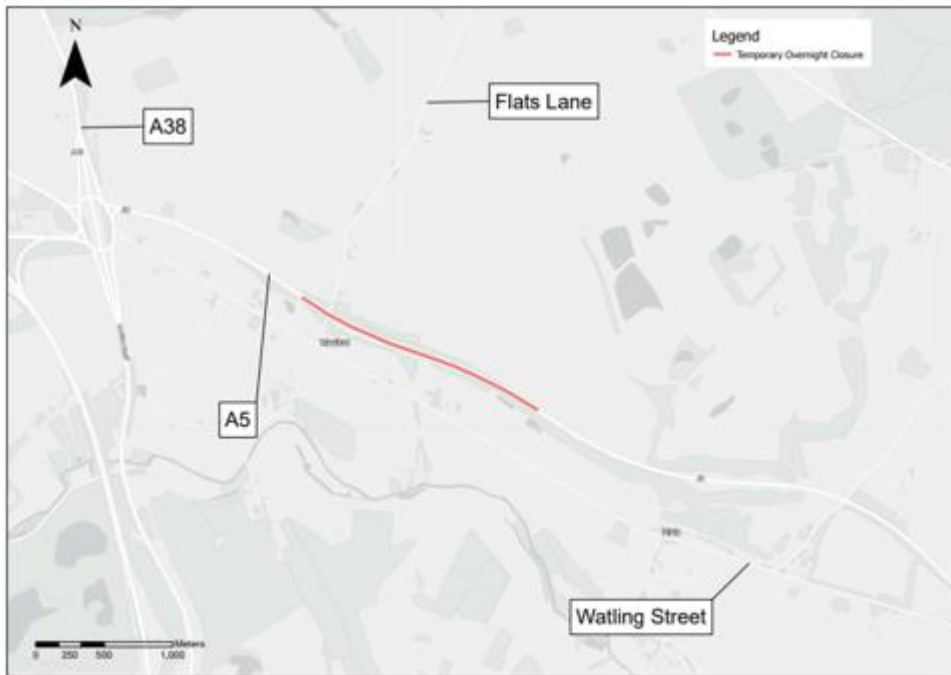 N
Legend
Temporary Overnight Closure
Flats Lane
A38
A5
Watling Street
Meters
0 250 500 1,000